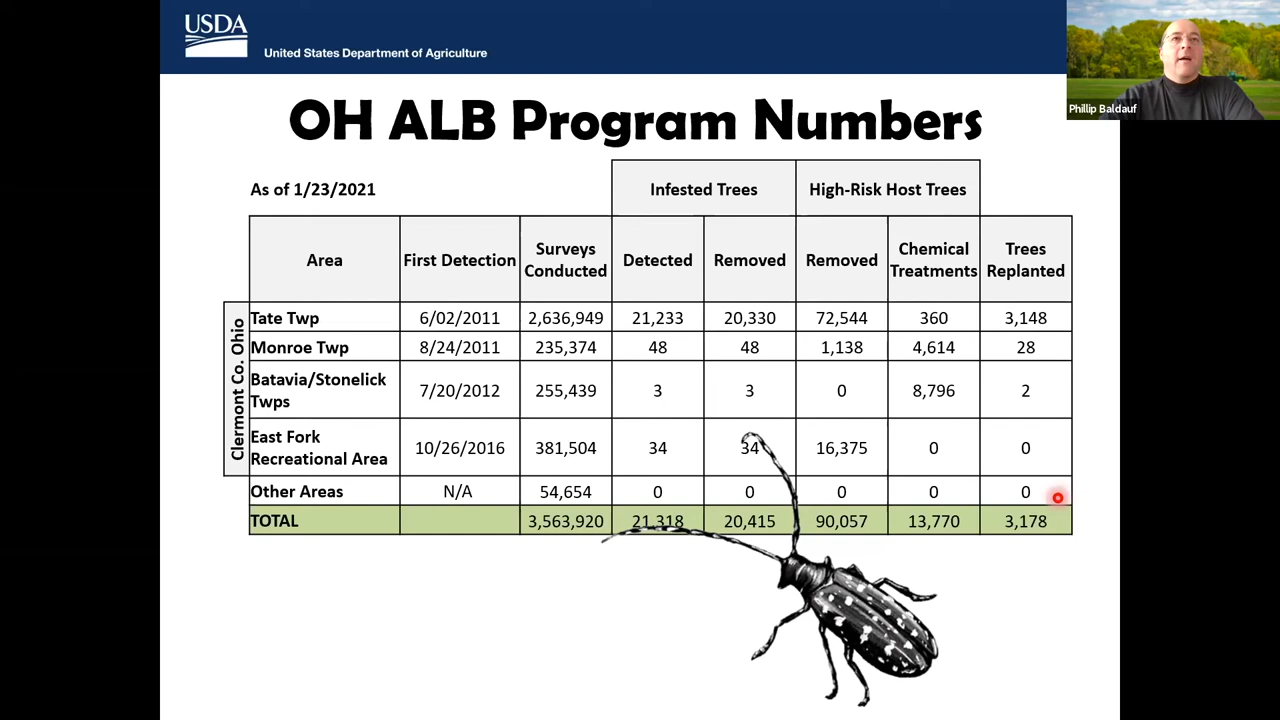 USDA
United States Department of Agriculture
Phillip Baldauf
OH ALB Program Numbers
As of 1/23/2021
Infested Trees
High-Risk Host Trees
Area
First Detection
Surveys
Conducted
Detected
Removed
Removed
Chemical
Treatments
Trees
Replanted
Clermont Co. Ohio
Tate Twp 6/02/2011 2,636,949 21,233 20,330 72,544 360 3,148
Monroe Twp 8/24/2011 235,374 48 48 1,138 4,614 28
Batavia/Stonelick
Twps 7/20/2012 255,439 3 3 0 8,796 2
East Fork
Recreational Area 10/26/2016 381,504 34 34 16,375 0 0
Other Areas N/A 54,654 0 0 0 0 0
TOTAL 3,563,920 21,318 20,415 90,057 13,770 3,178